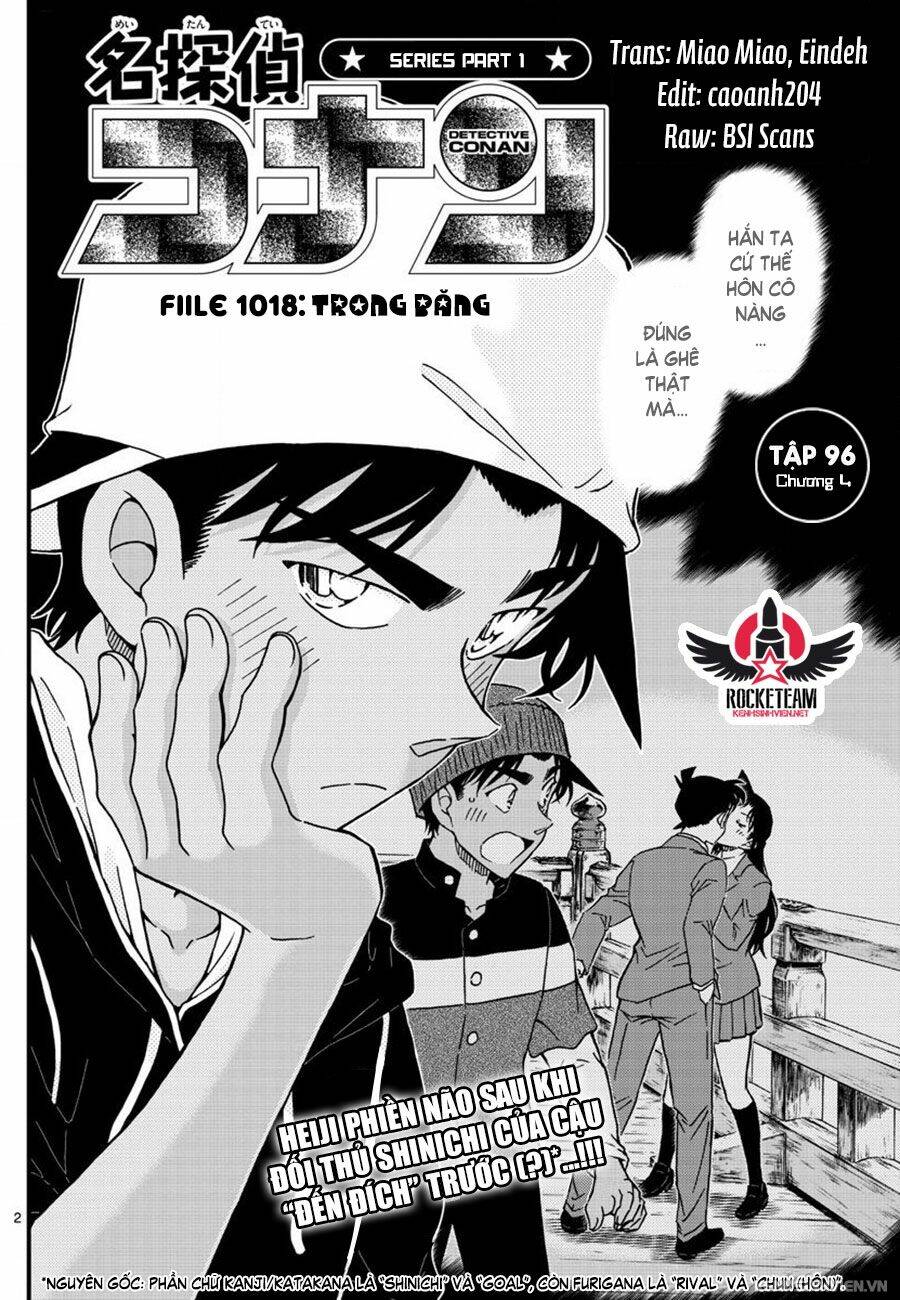 めい たん てい
名探偵
SERIES PART 1
コナン
DETECTIVE
CONAN
Trans: Miao Miao, Eindeh
Edit: caoanh204
Raw: BSI Scans
FIILE 1018: TRONG BĂNG
HẮN TA
CỨ THẾ
HÔN CÔ
NÀNG
...
ĐÚNG
LÀ GHÊ
THẬT
MÀ...
TẬP 96
Chương 4
ROCKETEAM
KENHSINHVIEN.NET
HEIJI PHIỀN NÃO SAU KHI
ĐỐI THỦ SHINICHI CỦA CẬU
“ĐẾN ĐÍCH” TRƯỚC (?)*...!!!
2
*NGUYÊN GỐC: PHẦN CHỮ KANJI/KATAKANA LÀ “SHINICHI” VÀ “GOAL”, CÒN FURIGANA LÀ “RIVAL” VÀ “CHUU (HÔN)”.